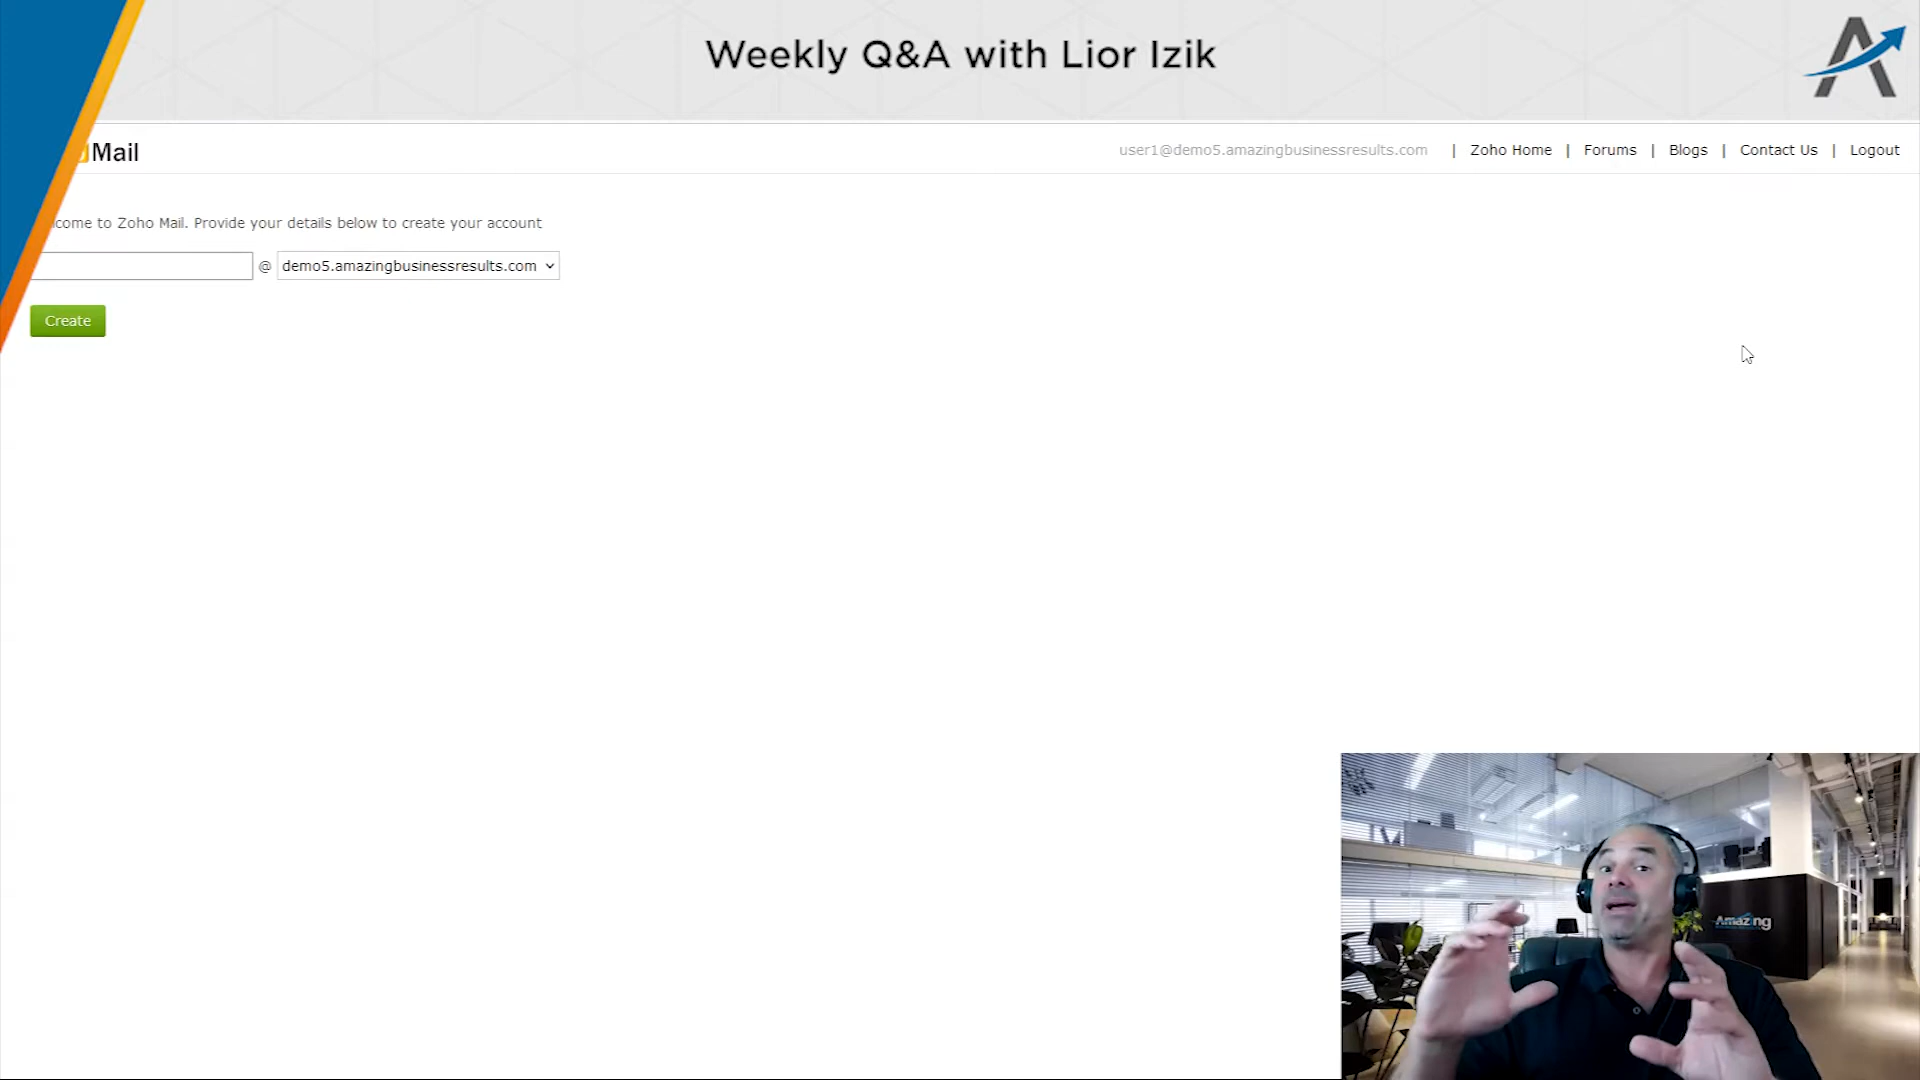 Weekly Q&A with Lior Izik
Mail
user1@demo5.amazingbusinessresults.com | Zoho Home | Forums | Blogs | Contact Us | Logout
come to Zoho Mail. Provide your details below to create your account
@ demo5.amazingbusinessresults.com
Create
Amazing